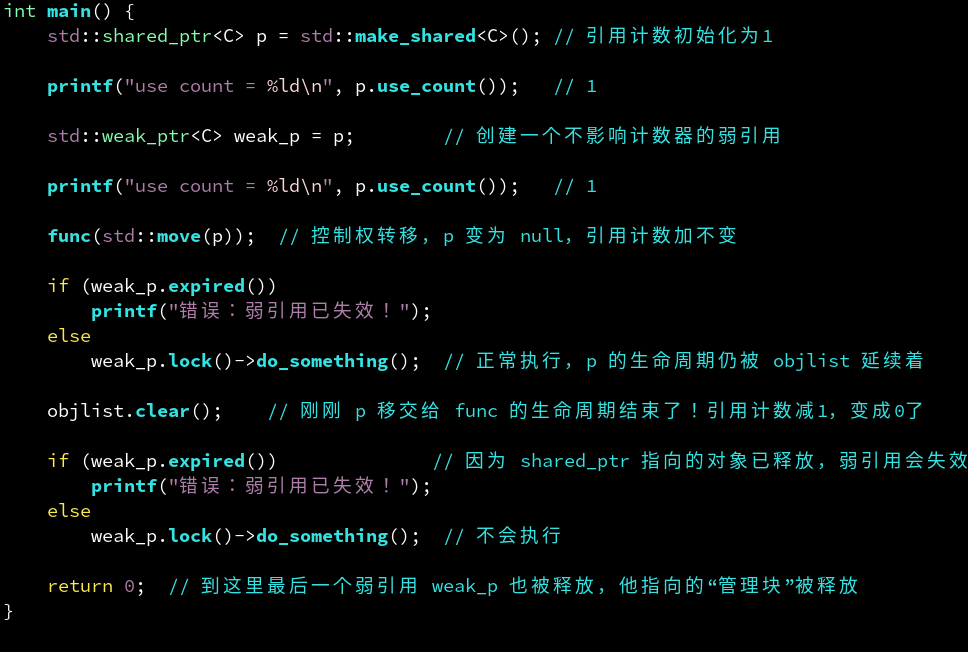 int main() {
    std::shared_ptr<C> p = std::make_shared<C>(); // 引用计数初始化为1
    printf("use count = %ld\n", p.use_count());   // 1
    std::weak_ptr<C> weak_p = p;        // 创建一个不影响计数器的弱引用
    printf("use count = %ld\n", p.use_count());   // 1
    func(std::move(p));  // 控制权转移，p 变为 null，引用计数加不变
    if (weak_p.expired())
        printf("错误：弱引用已失效！");
    else
        weak_p.lock()->do_something();  // 正常执行，p 的生命周期仍被 objlist 延续着
    objlist.clear();    // 刚刚 p 移交给 func 的生命周期结束了！引用计数减1，变成0了
    if (weak_p.expired())              // 因为 shared_ptr 指向的对象已释放，弱引用会失效
        printf("错误：弱引用已失效！");
    else
        weak_p.lock()->do_something();  // 不会执行
    return 0;  // 到这里最后一个弱引用 weak_p 也被释放，他指向的“管理块”被释放
}